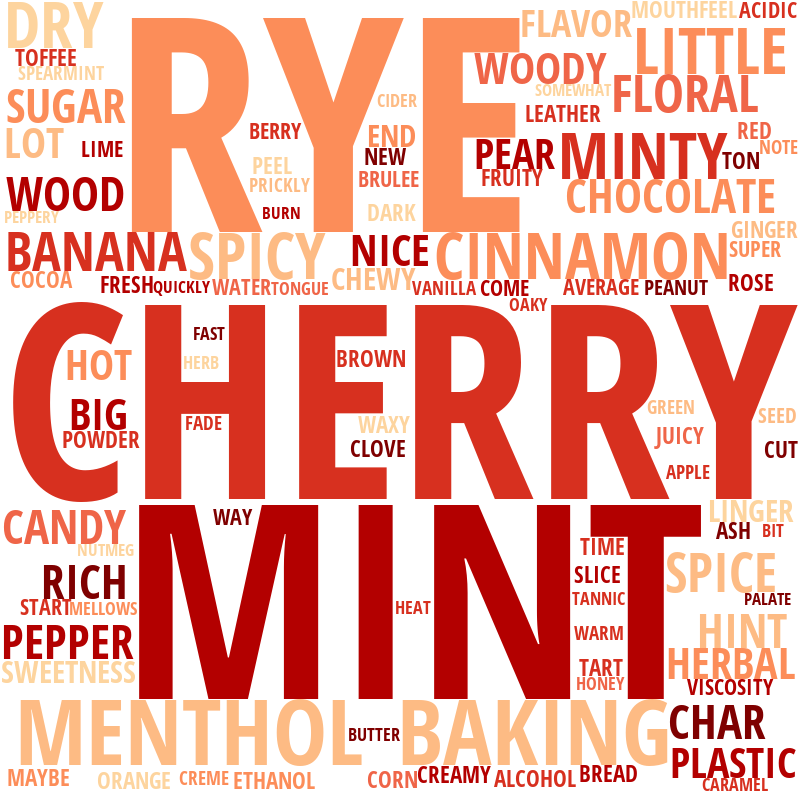 DRY
RYE
FLAVOR
MOUTHFEEL
ACIDIC
TOFFEE
SPEARMINT
WOODY
LITTLE
SUGAR
CIDER
SOMEWHAT
FLORAL
LEATHER
LOT
LIME
BERRY
END
PEAR
MINTY
RED
NOTE
NEW
TON
PEEL
PRICKLY
BRULEE
FRUITY
CHOCOLATE
WOOD
PEPPERY
BURN
DARK
BANANA
SPICY
NICE
CINNAMON
GINGER
SUPER
COCOA
FRESH
QUICKLY
WATER
TONGUE
CHEWY
VANILLA
COME
OAKY
AVERAGE
PEANUT
ROSE
CHERRY
FAST
HOT
HERB
BROWN
BIG
POWDER
FADE
WAXY
CLOVE
GREEN
SEED
JUICY
CUT
APPLE
CANDY
NUTMEG
WAY
MINT
LINGER
ASH
BIT
TIME
RICH
START
MELLOWS
HEAT
SLICE
TANNIC
SPICE
PALATE
PEPPER
WARM
HINT
SWEETNESS
TART
HONEY
HERBAL
VISCOSITY
MENTHOL
BUTTER
BAKING
CHAR
PLASTIC
MAYBE
ORANGE
CREME
ETHANOL
CORN
CREAMY
ALCOHOL
BREAD
CARAMEL